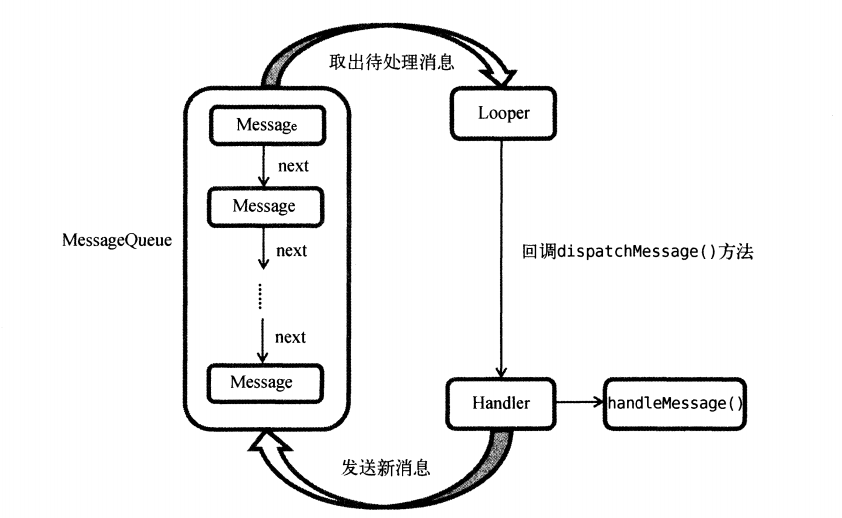 取出待处理消息
Message
Looper
next
Message
MessageQueue
next
回调dispatchMessage()方法
next
Message
Handler
handleMessage()
发送新消息